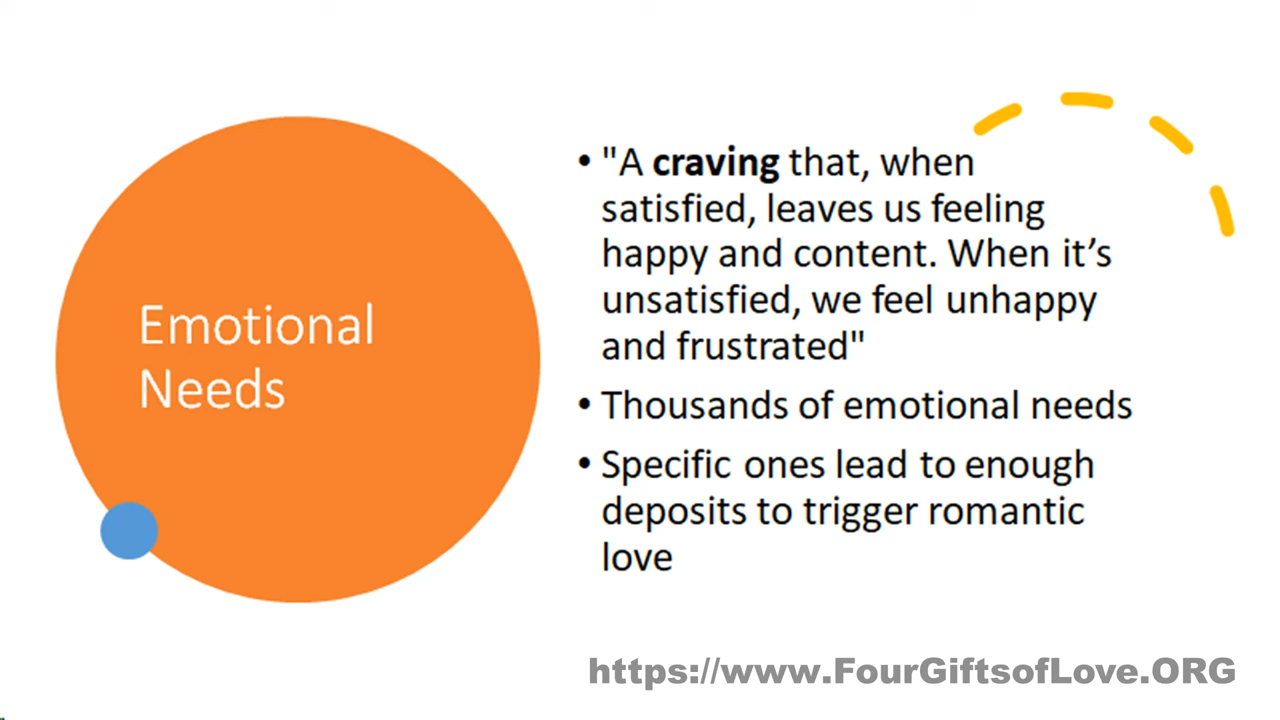 Emotional
Needs
• "A craving that, when
satisfied, leaves us feeling
happy and content. When it’s
unsatisfied, we feel unhappy
and frustrated"
• Thousands of emotional needs
• Specific ones lead to enough
deposits to trigger romantic
love
https://www.FourGiftsofLove.ORG